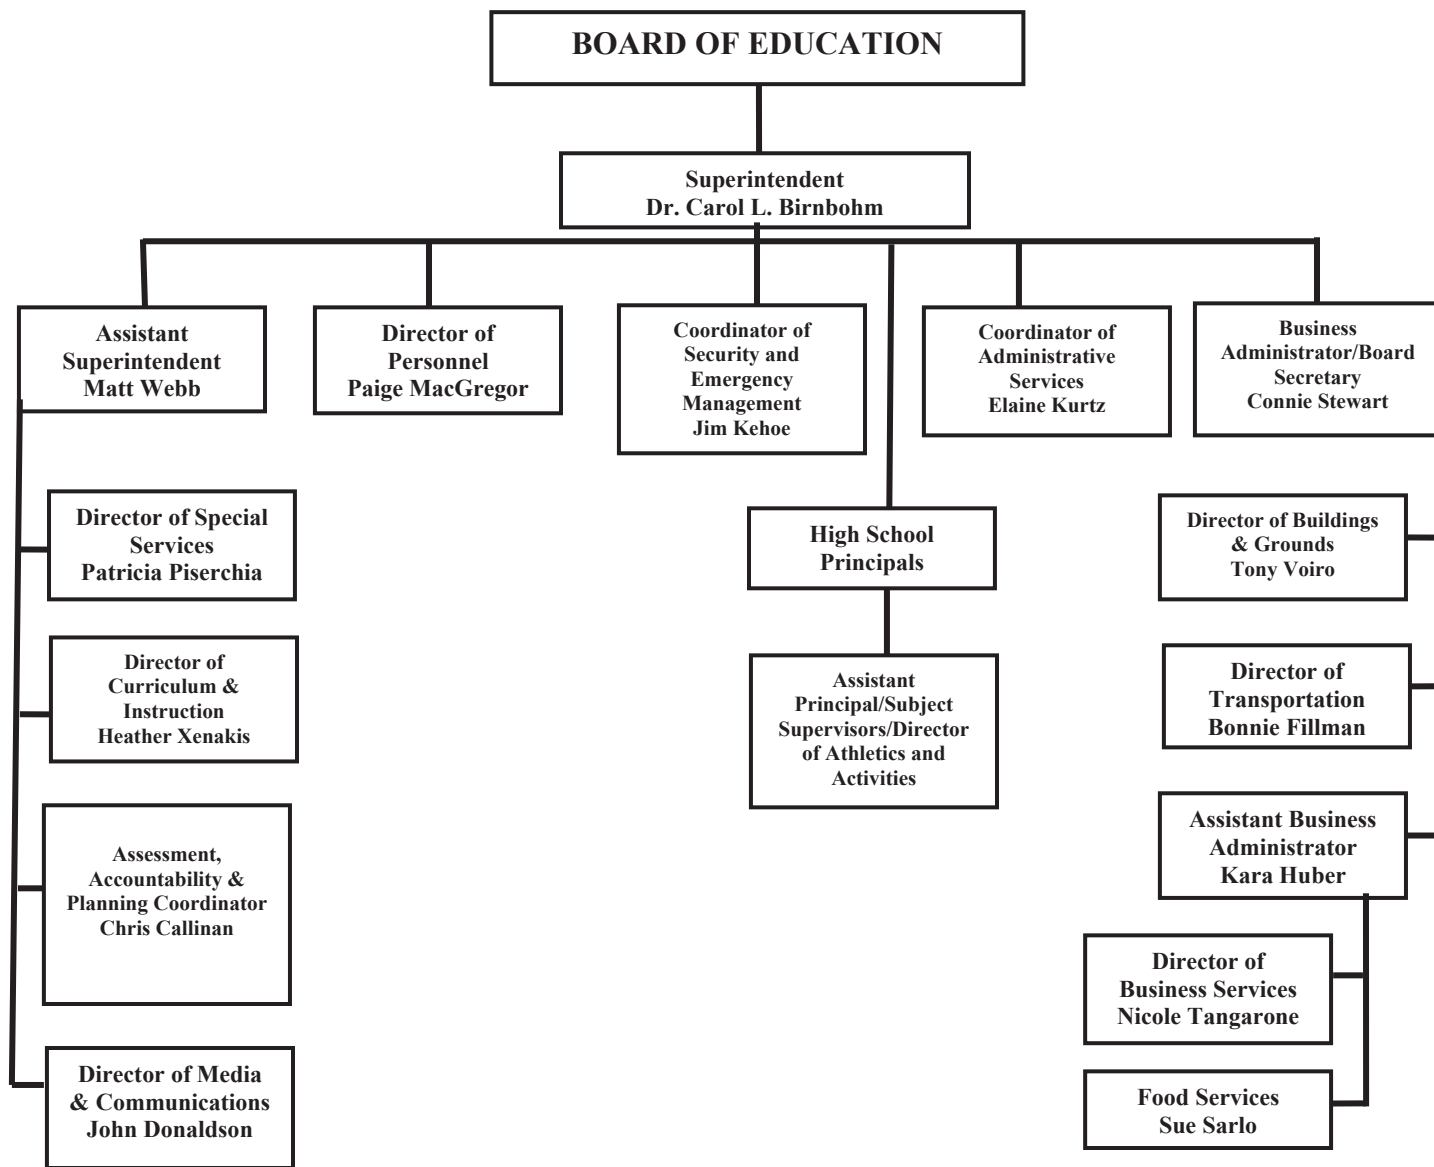 BOARD OF EDUCATION
Superintendent
Dr. Carol L. Birnbohm
Assistant
Superintendent
Matt Webb
Director of
Personnel
Paige MacGregor
Coordinator of
Security and
Emergency
Management
Jim Kehoe
Coordinator of
Administrative
Services
Elaine Kurtz
Business
Administrator/Board
Secretary
Connie Stewart
Director of Special
Services
Patricia Piserchia
High School
Principals
Director of Buildings
& Grounds
Tony Voiro
Director of
Curriculum &
Instruction
Heather Xenakis
Assistant
Principal/Subject
Supervisors/Director
of Athletics and
Activities
Director of
Transportation
Bonnie Fillman
Assessment,
Accountability &
Planning Coordinator
Chris Callinan
Assistant Business
Administrator
Kara Huber
Director of
Business Services
Nicole Tangarone
Director of Media
& Communications
John Donaldson
Food Services
Sue Sarlo